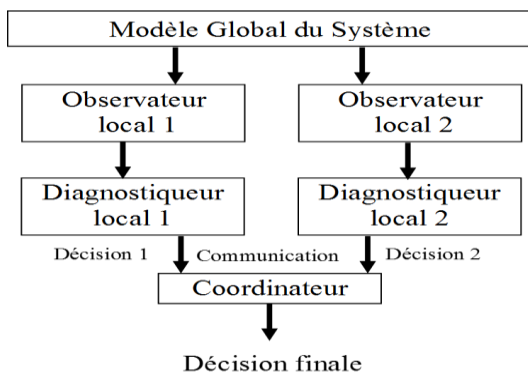 Modèle Global du Système
Observateur
local 1
Observateur
local 2
Diagnostiqueur
local 1
Diagnostiqueur
local 2
Décision 1
Communication
Décision 2
Coordinateur
Décision finale